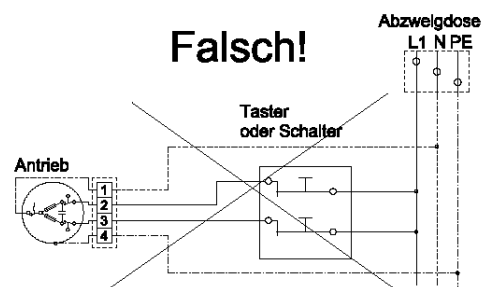 Falsch!
Abzweigdose
L1 N PE
Taster
oder Schalter
Antrieb
1
2
3
4